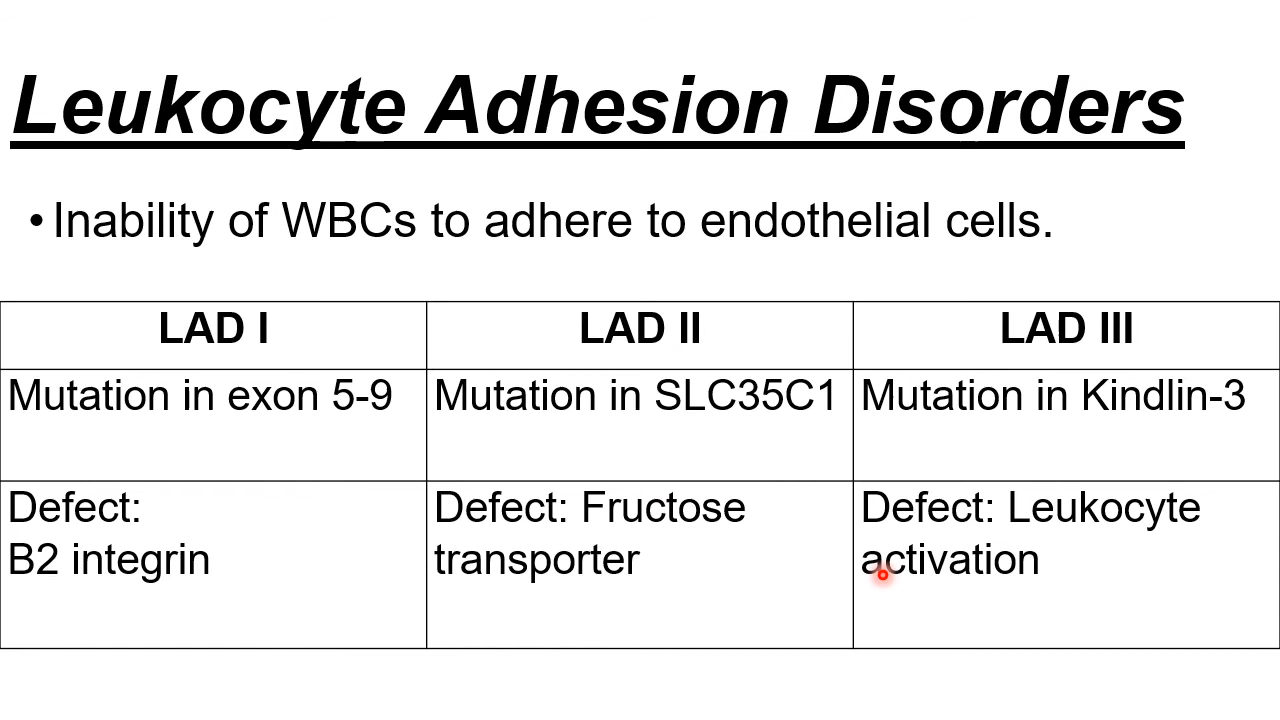 Leukocyte Adhesion Disorders
• Inability of WBCs to adhere to endothelial cells.
LAD I
LAD II
LAD III
Mutation in exon 5-9
Mutation in SLC35C1
Mutation in Kindlin-3
Defect:
B2 integrin
Defect: Fructose
transporter
Defect: Leukocyte
activation